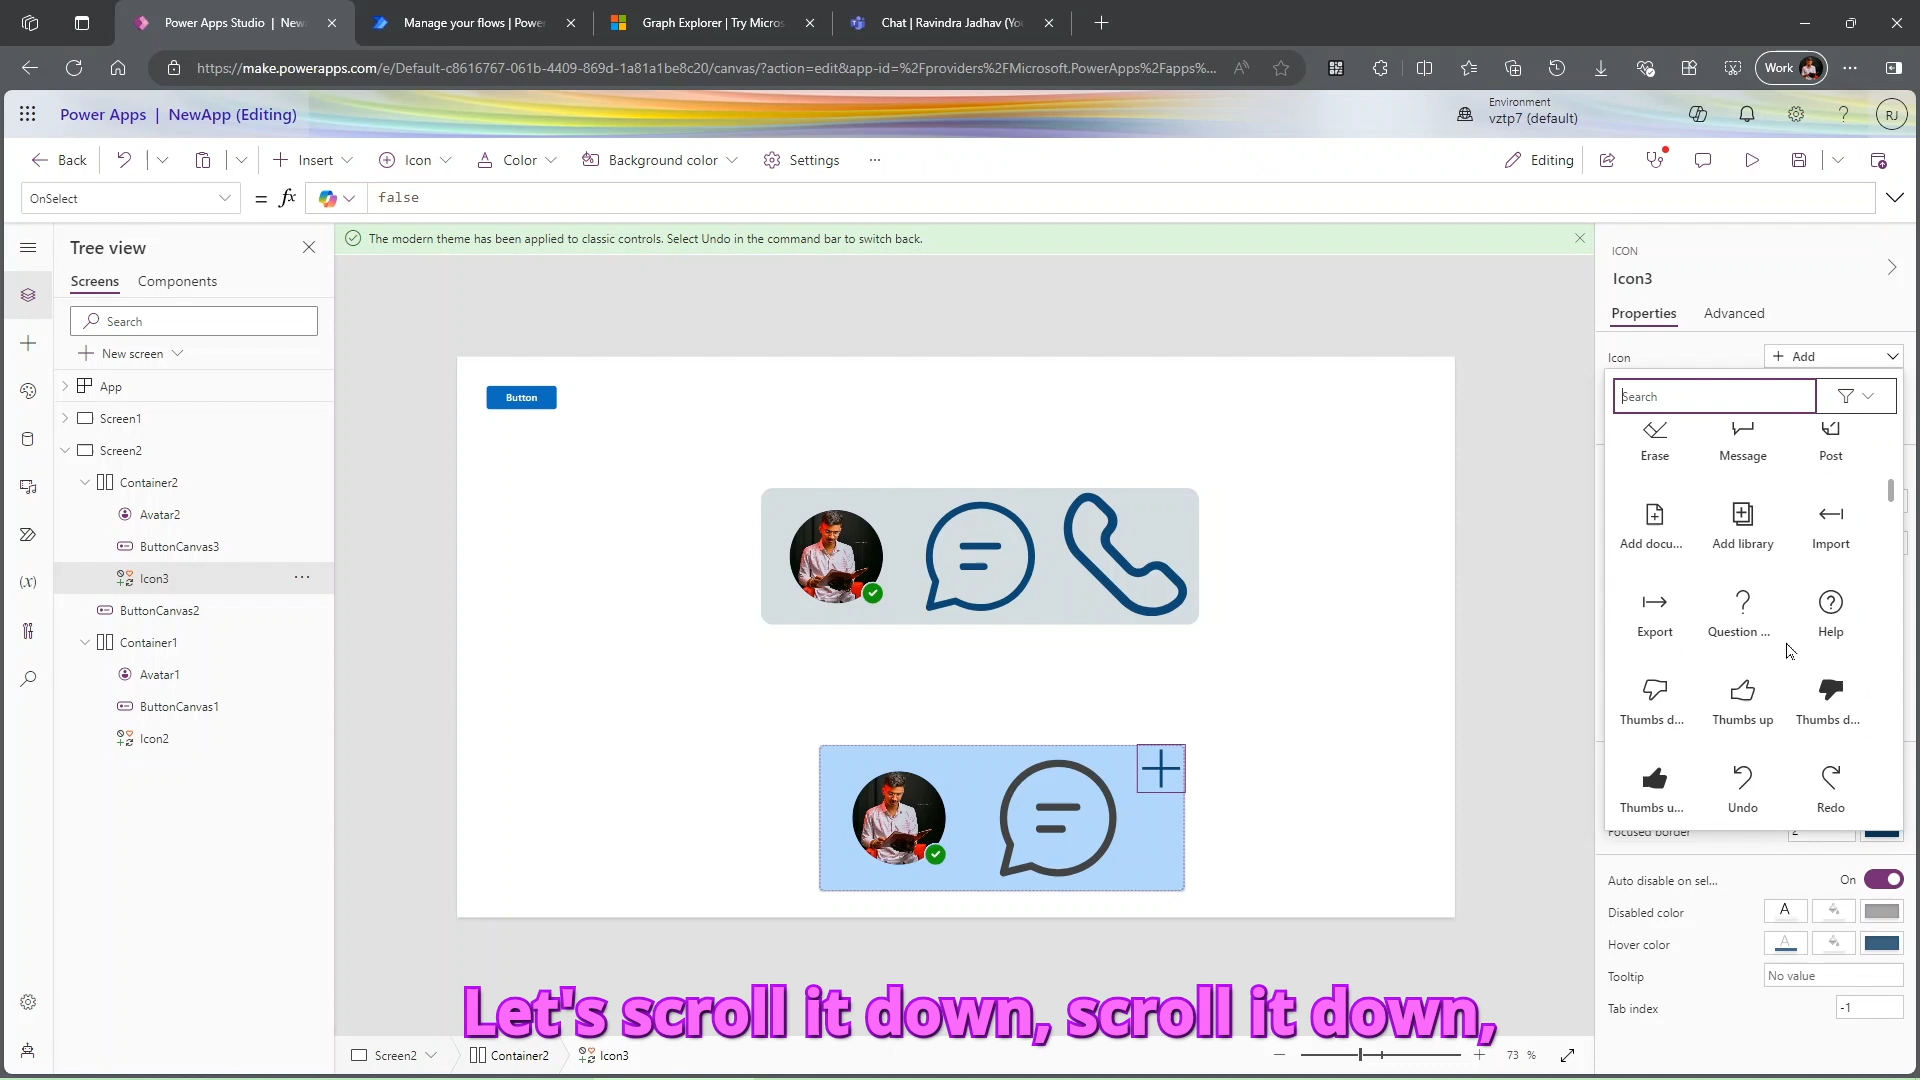 Power Apps Studio | New
Manage your flows | Power
Graph Explorer | Try Micros
Chat | Ravindra Jadhav (Yo
https://make.powerapps.com/e/Default-c8616767-061b-4409-869d-1a81a1be8c20/canvas/?action=edit&app-id=%2Fproviders%2FMicrosoft.PowerApps%2Fapps%...
Work
Power Apps | NewApp (Editing)
Environment
vztp7 (default)
RJ
Back
Insert
Icon
Color
Background color
Settings
Editing
OnSelect
= fx
false
Tree view
The modern theme has been applied to classic controls. Select Undo in the command bar to switch back.
Screens
Components
Search
New screen
App
Screen1
Screen2
Container2
Avatar2
ButtonCanvas3
Icon3
ButtonCanvas2
Container1
Avatar1
ButtonCanvas1
Icon2
Button
ICON
Icon3
Properties
Advanced
Icon
Add
Search
Erase
Message
Post
Add docu...
Add library
Import
Export
Question ...
Help
Thumbs d...
Thumbs up
Thumbs d...
Thumbs u...
Undo
Redo
Focused border
2
Auto disable on sel...
On
Disabled color
Hover color
Tooltip
No value
Tab index
-1
Let's scroll it down, scroll it down,
Screen2
Container2
Icon3
73 %